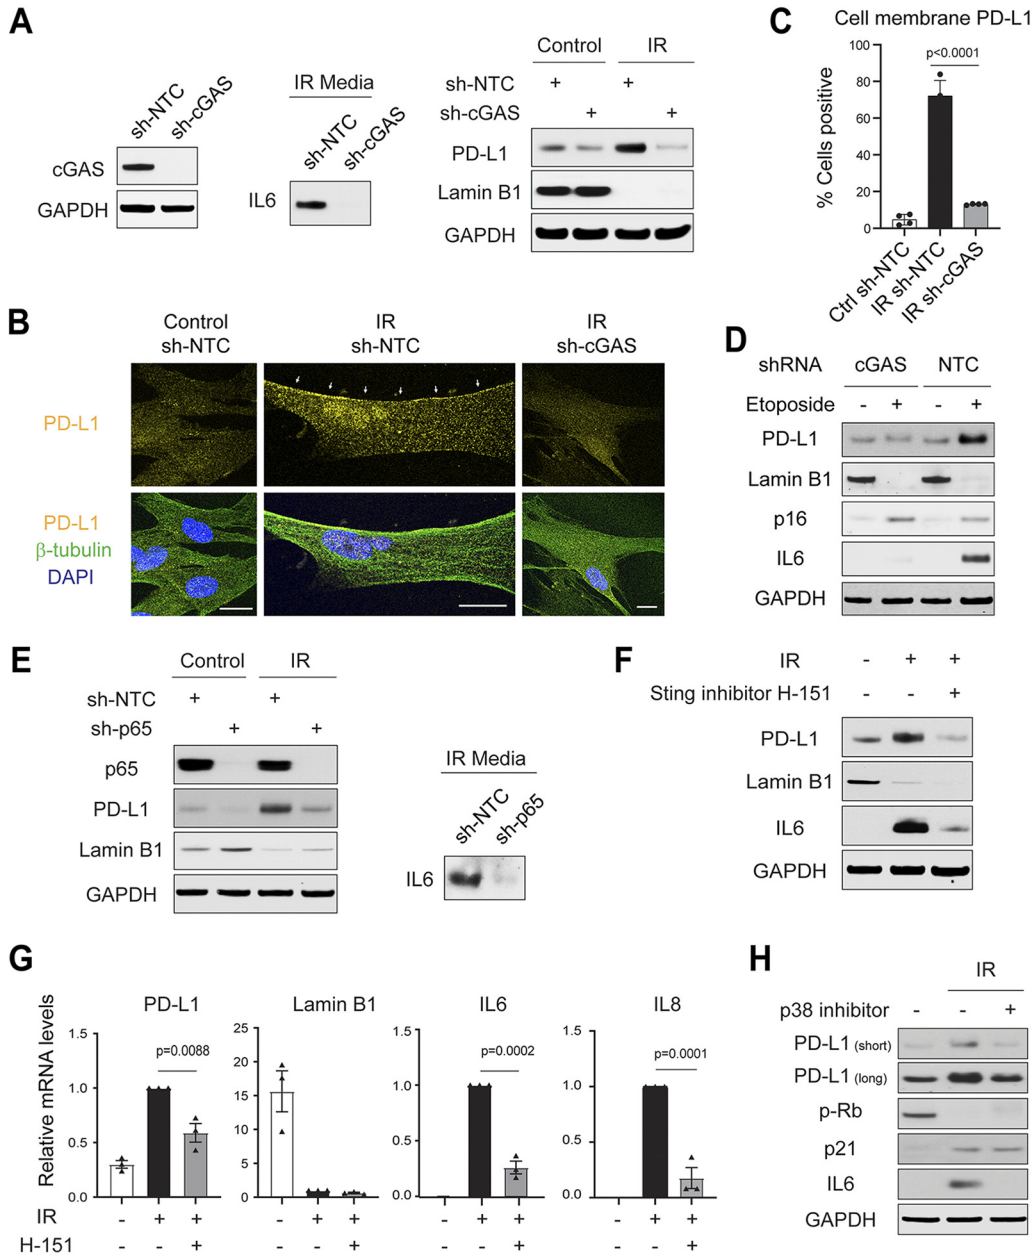 A
sh-NTC
sh-cGAS
cGAS
GAPDH
IR Media
sh-NTC
sh-cGAS
IL6
Control IR
sh-NTC + +
sh-cGAS + +
PD-L1
Lamin B1
GAPDH
C
Cell membrane PD-L1
p<0.0001
% Cells positive
100
80
60
40
20
0
Ctrl sh-NTC
IR sh-NTC
IR sh-cGAS
B
Control
sh-NTC
IR
sh-NTC
IR
sh-cGAS
PD-L1
PD-L1
β-tubulin
DAPI
D
shRNA cGAS NTC
Etoposide - + - +
PD-L1
Lamin B1
p16
IL6
GAPDH
E
Control IR
sh-NTC + +
sh-p65 + +
p65
PD-L1
Lamin B1
GAPDH
IR Media
sh-NTC
sh-p65
IL6
F
IR - + +
Sting inhibitor H-151 - - +
PD-L1
Lamin B1
IL6
GAPDH
G
Relative mRNA levels
PD-L1
1.5
1.0
0.5
0.0
p=0.0088
Lamin B1
25
20
15
10
5
0
IL6
1.5
1.0
0.5
0.0
p=0.0002
IL8
1.5
1.0
0.5
0.0
p=0.0001
IR - + + - + + - + + - + +
H-151 - - + - - + - - + - - +
H
IR
p38 inhibitor - - +
PD-L1 (short)
PD-L1 (long)
p-Rb
p21
IL6
GAPDH